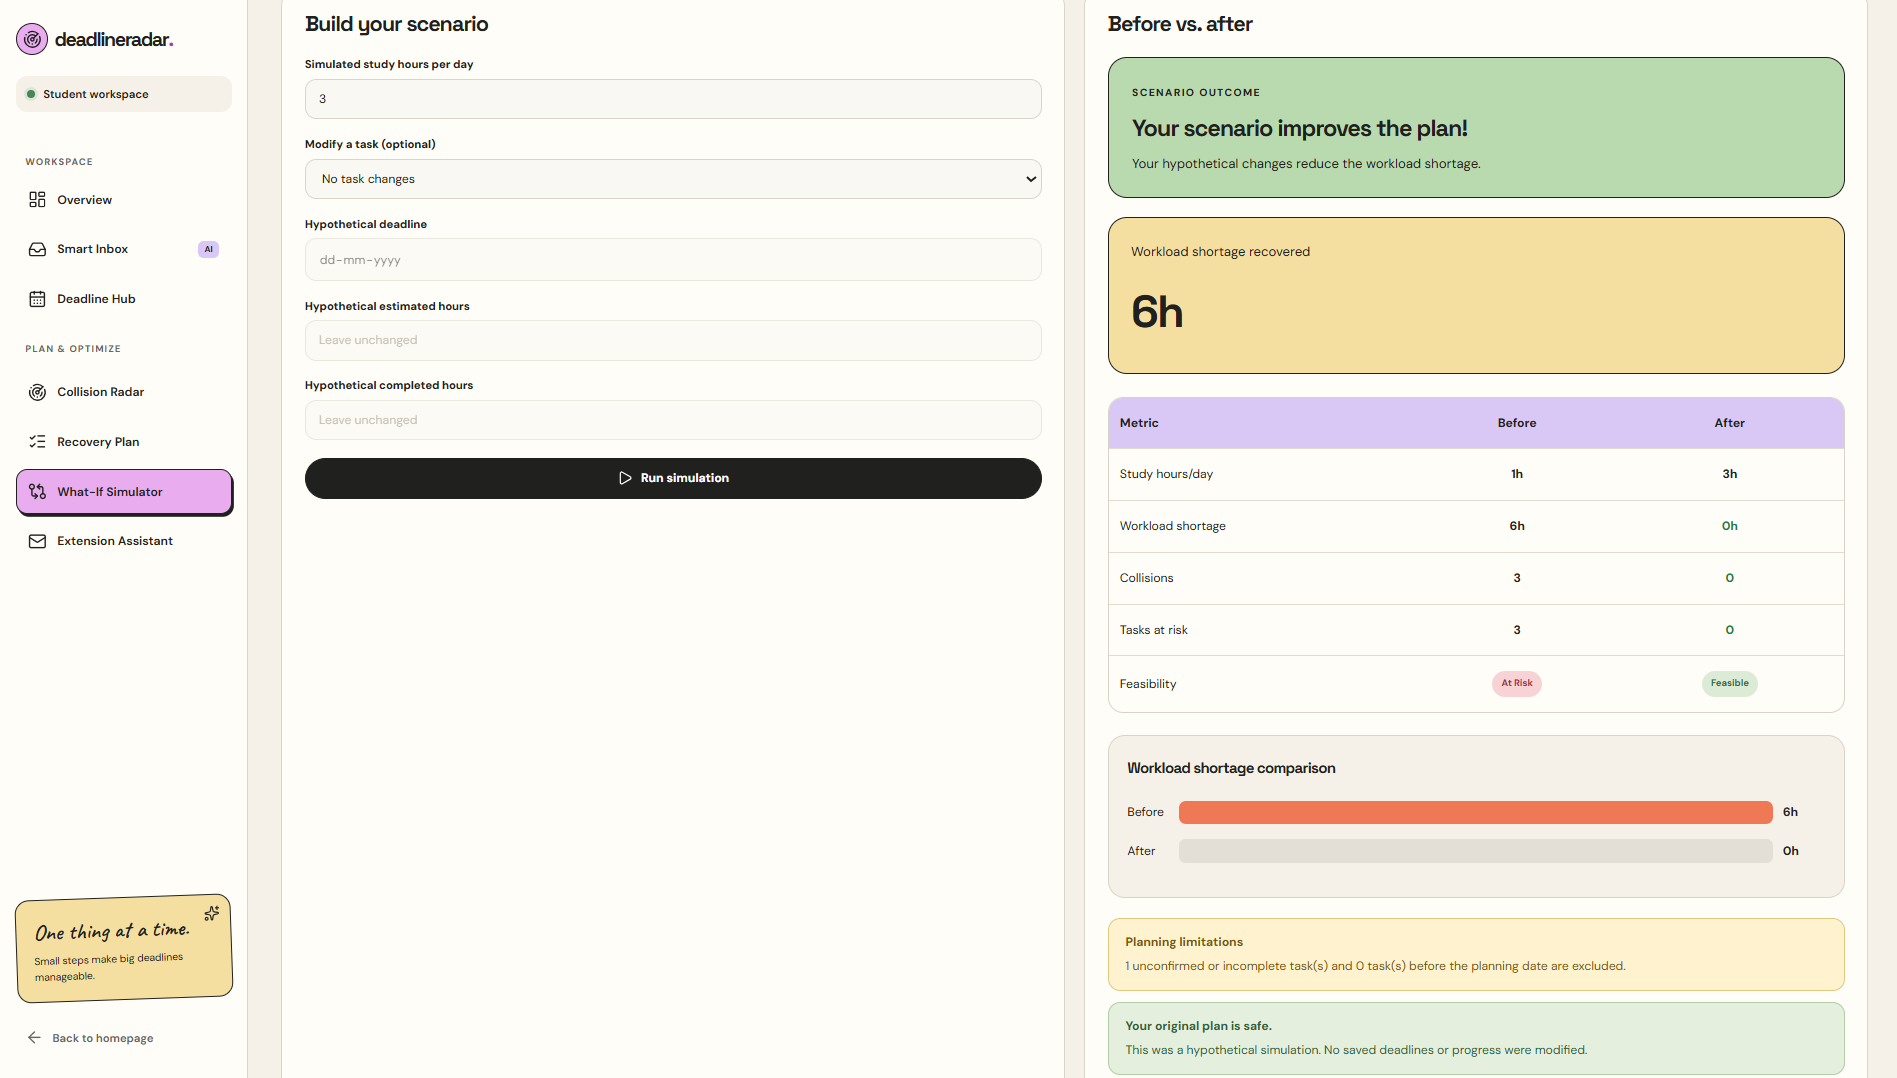 deadlineradar.
Student workspace
WORKSPACE
Overview
Smart Inbox
AI
Deadline Hub
PLAN & OPTIMIZE
Collision Radar
Recovery Plan
What-If Simulator
Extension Assistant
One thing at a time.
Small steps make big deadlines
manageable.
Back to homepage
Build your scenario
Simulated study hours per day
3
Modify a task (optional)
No task changes
Hypothetical deadline
dd-mm-yyyy
Hypothetical estimated hours
Leave unchanged
Hypothetical completed hours
Leave unchanged
Run simulation
Before vs. after
SCENARIO OUTCOME
Your scenario improves the plan!
Your hypothetical changes reduce the workload shortage.
Workload shortage recovered
6h
Metric Before After
Study hours/day 1h 3h
Workload shortage 6h 0h
Collisions 3 0
Tasks at risk 3 0
Feasibility At Risk Feasible
Workload shortage comparison
Before 6h
After 0h
Planning limitations
1 unconfirmed or incomplete task(s) and 0 task(s) before the planning date are excluded.
Your original plan is safe.
This was a hypothetical simulation. No saved deadlines or progress were modified.